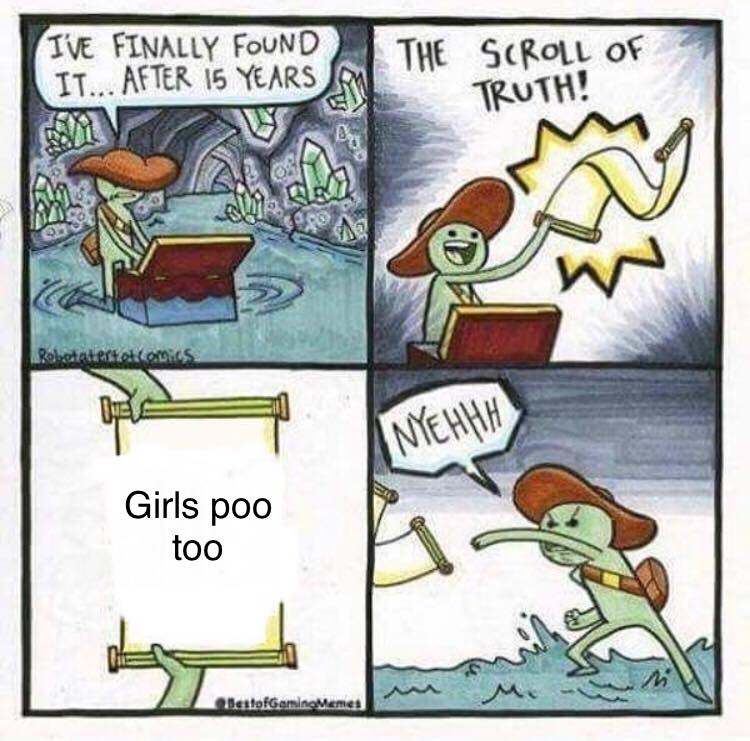 I'VE FINALLY FOUND
IT... AFTER 15 YEARS
THE SCROLL OF
TRUTH!
Robotatertotcomics
Girls poo
too
@BestofGamingMemes
NYEHHH